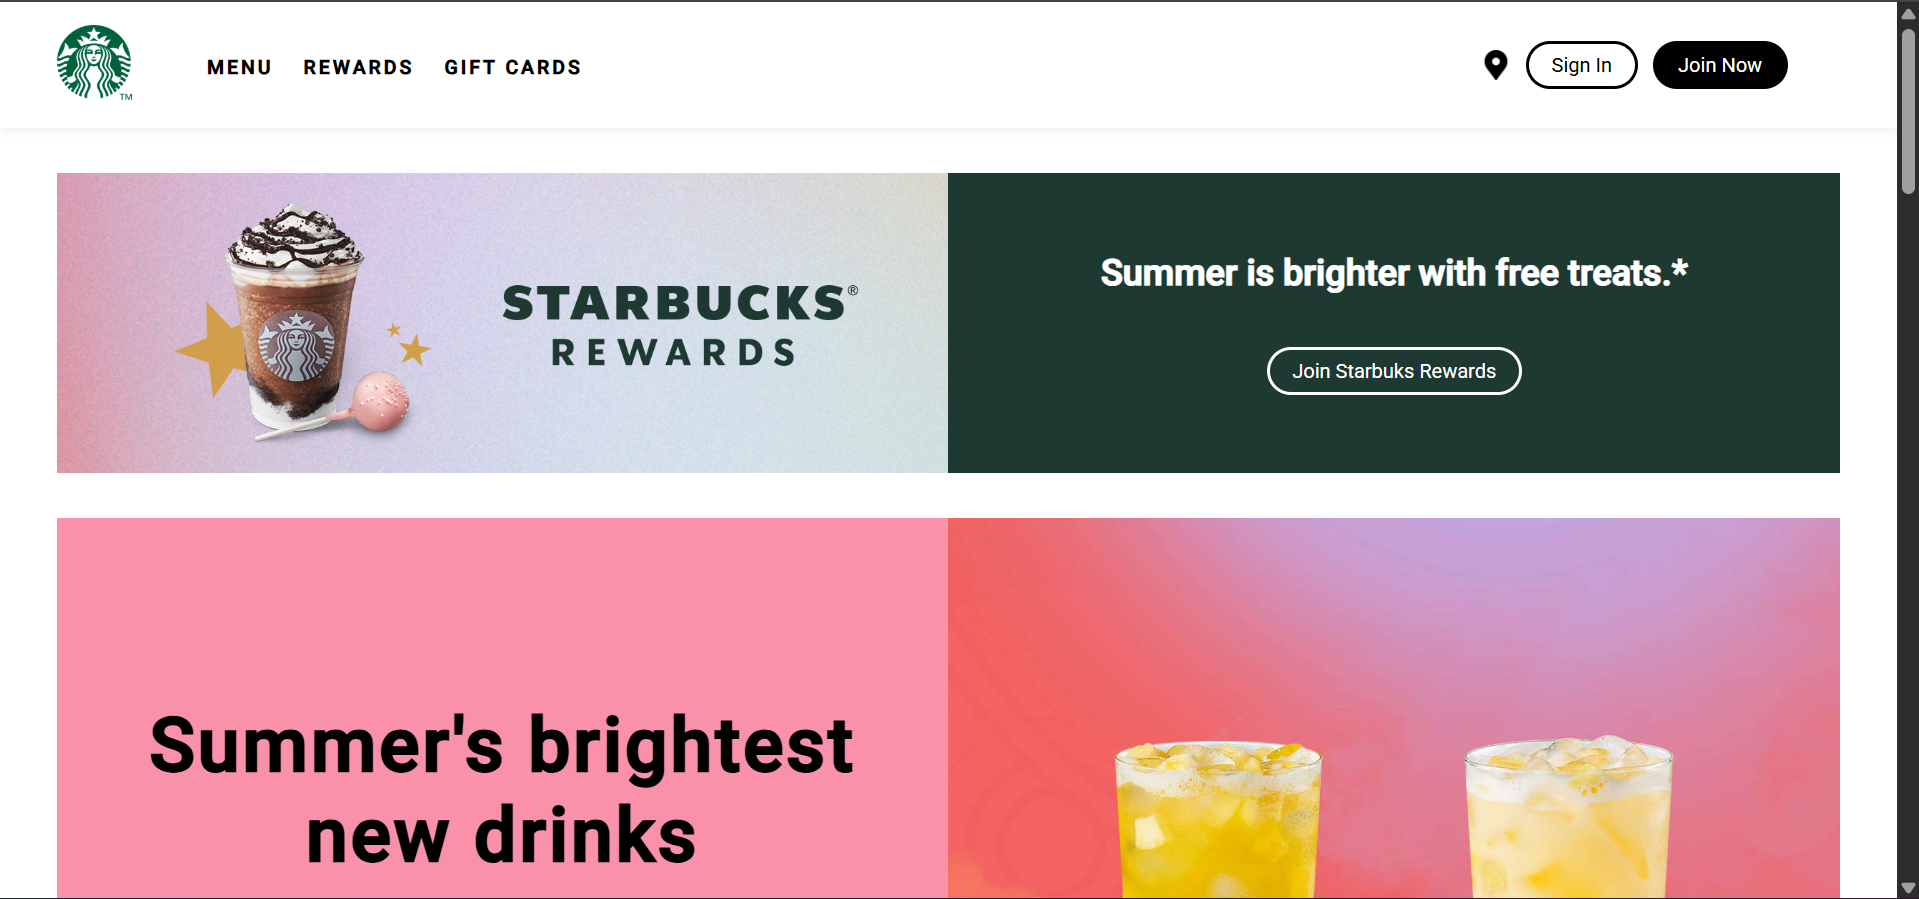 TM
MENU REWARDS GIFT CARDS
Sign In
Join Now
STARBUCKS®
REWARDS
Summer is brighter with free treats.*
Join Starbuks Rewards
Summer's brightest
new drinks